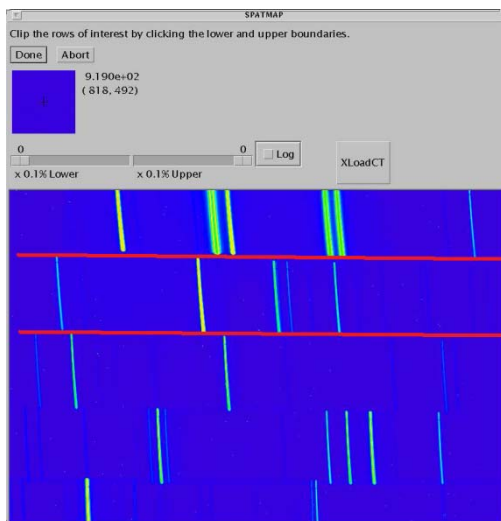 SPATMAP
Clip the rows of interest by clicking the lower and upper boundaries.
Done Abort
9.190e+02
( 818, 492)
0 0
Log
XLoadCT
x 0.1% Lower x 0.1% Upper